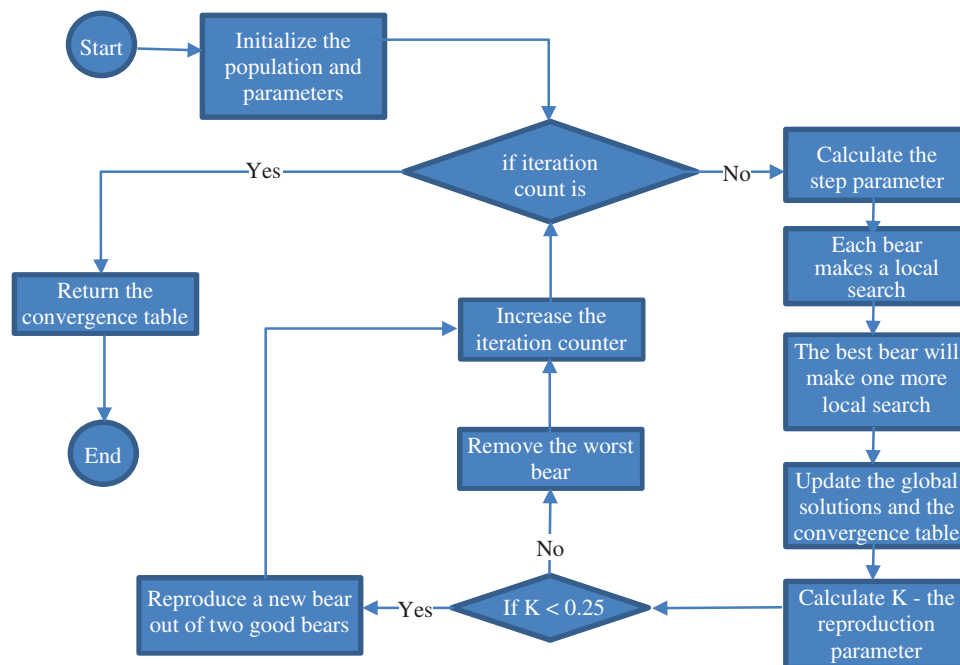 Start
Initialize the
population and
parameters
if iteration
count is
Yes
No
Calculate the
step parameter
Each bear
makes a local
search
Return the
convergence table
Increase the
iteration counter
The best bear will
make one more
local search
End
Remove the worst
bear
Update the global
solutions and the
convergence table
No
Reproduce a new bear
out of two good bears
Yes
If K < 0.25
Calculate K - the
reproduction
parameter